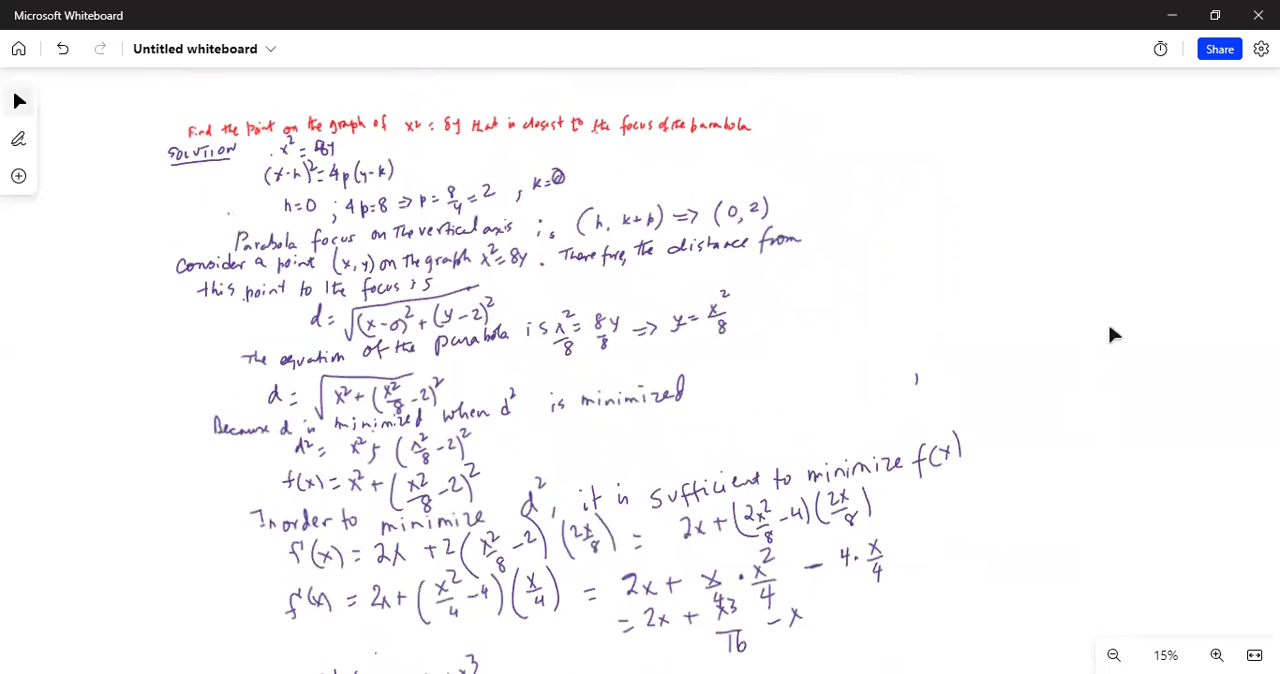 Microsoft Whiteboard
Untitled whiteboard
Share
Find the point on the graph of x² = 8y that is closest to the focus of the parabola
SOLUTION
x² = 8y
(x-h)² = 4p(y-k)
h=0 ; 4p=8 ⇒ p = 8/4 = 2 , k=0
Parabola focus on the vertical axis is (h, k+p) ⇒ (0, 2)
Consider a point (x, y) on the graph x²=8y. Therefore, the distance from
this point to the focus is
d = √((x-0)² + (y-2)²)
The equation of the parabola is x²/8 = 8y/8 ⇒ y = x²/8
d = √(x² + (x²/8 - 2)²)
Because d is minimized when d² is minimized
d² = x² + (x²/8 - 2)²
f(x) = x² + (x²/8 - 2)²
In order to minimize d², it is sufficient to minimize f(x)
f'(x) = 2x + 2(x²/8 - 2)(2x/8) = 2x + (2x²/8 - 4)(2x/8)
f'(x) = 2x + (x²/4 - 4)(x/4) = 2x + x/4 · x²/4 - 4 · x/4
= 2x + x³/16 - x
15%